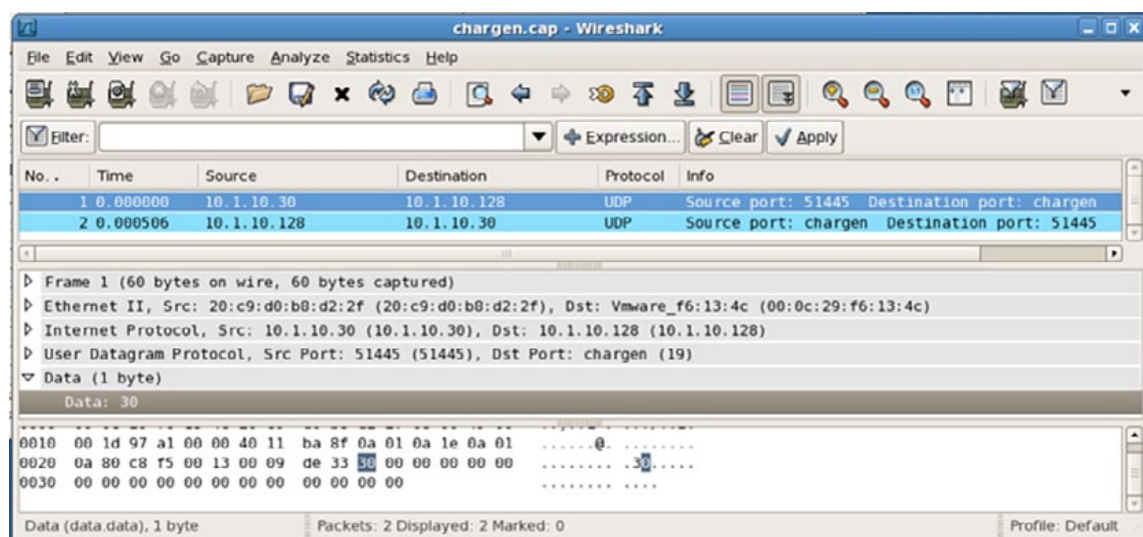 chargen.cap - Wireshark
File Edit View Go Capture Analyze Statistics Help
Filter: Expression... Clear Apply
No. . Time Source Destination Protocol Info
1 0.000000 10.1.10.30 10.1.10.128 UDP Source port: 51445 Destination port: chargen
2 0.000506 10.1.10.128 10.1.10.30 UDP Source port: chargen Destination port: 51445
Frame 1 (60 bytes on wire, 60 bytes captured)
Ethernet II, Src: 20:c9:d0:b8:d2:2f (20:c9:d0:b8:d2:2f), Dst: Vmware_f6:13:4c (00:0c:29:f6:13:4c)
Internet Protocol, Src: 10.1.10.30 (10.1.10.30), Dst: 10.1.10.128 (10.1.10.128)
User Datagram Protocol, Src Port: 51445 (51445), Dst Port: chargen (19)
Data (1 byte)
Data: 30
0010 00 1d 97 a1 00 00 40 11 ba 8f 0a 01 0a 1e 0a 01 ......@. ........
0020 0a 80 c8 f5 00 13 00 09 de 33 30 00 00 00 00 00 ........ .30.....
0030 00 00 00 00 00 00 00 00 00 00 00 00 ........ ....
Data (data.data), 1 byte Packets: 2 Displayed: 2 Marked: 0 Profile: Default